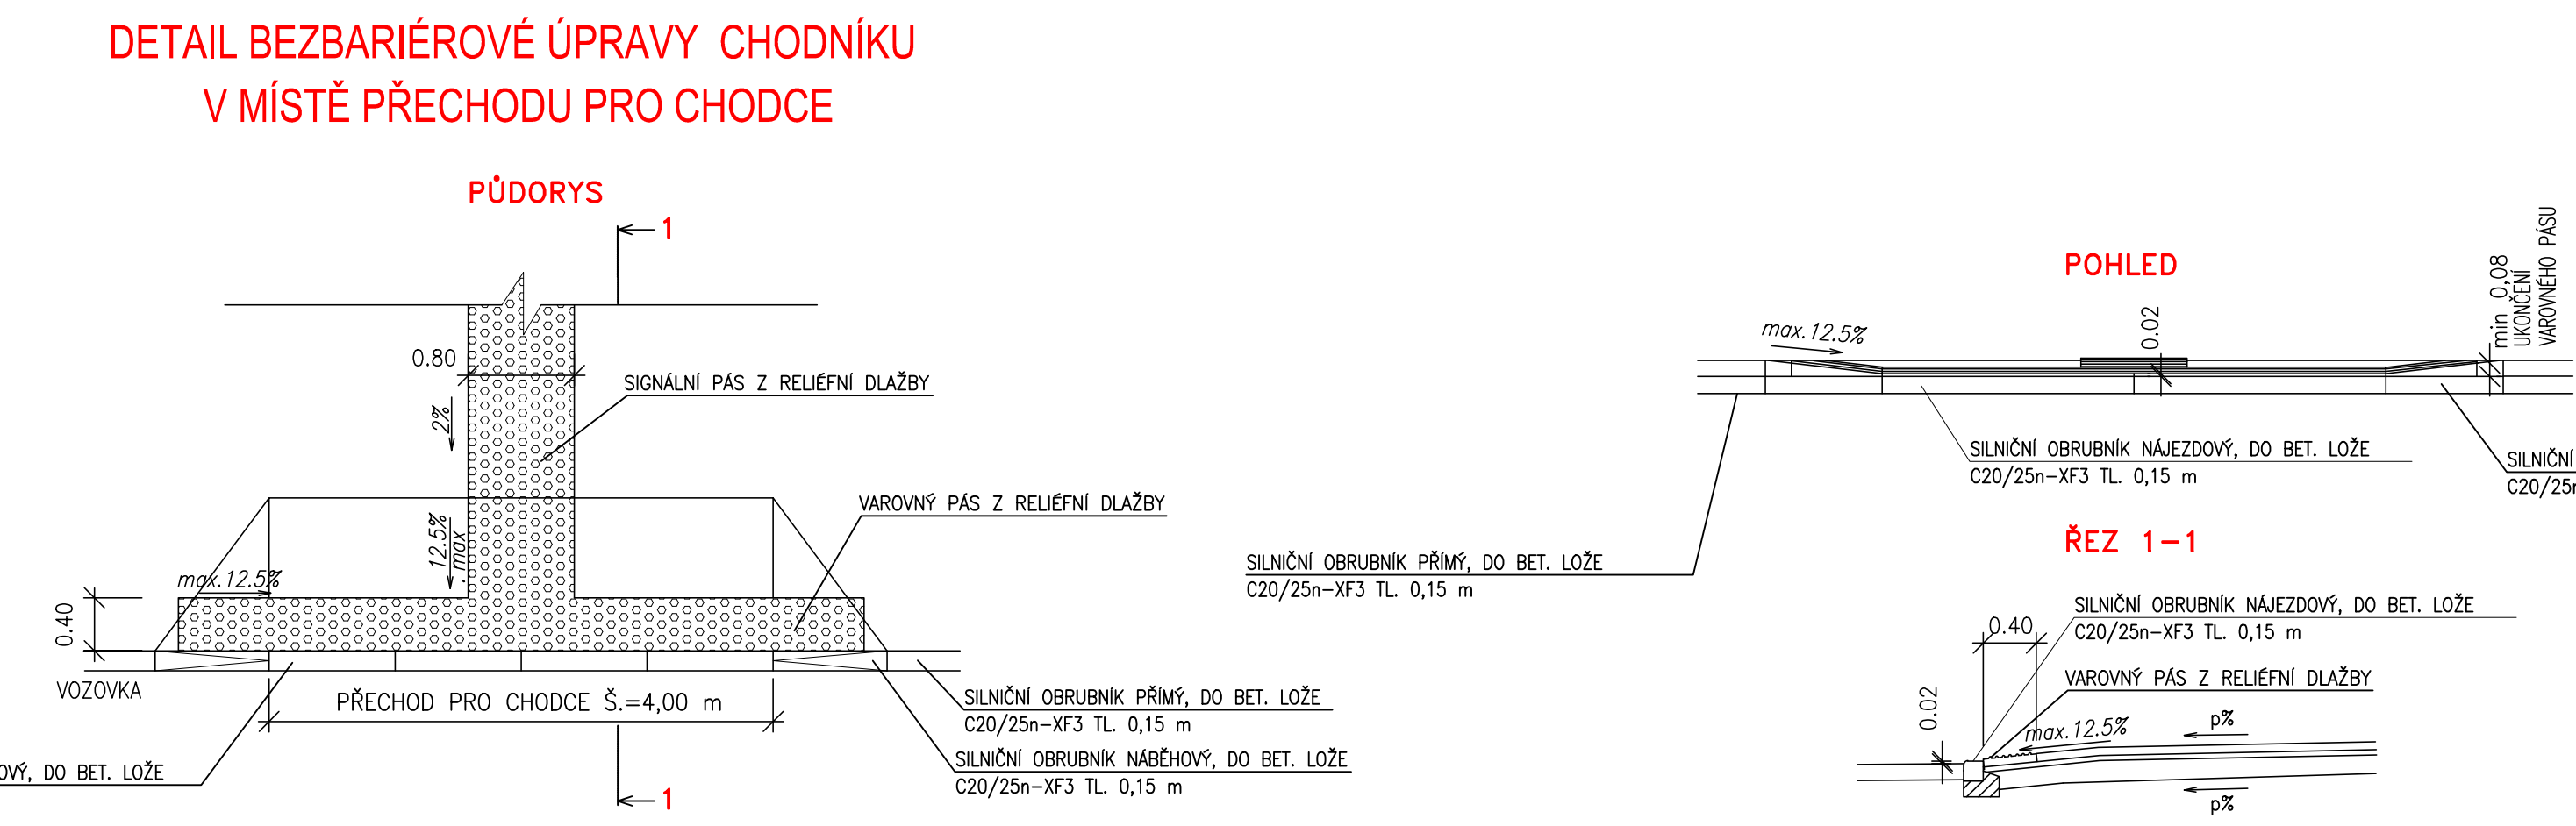 DETAIL BEZBARIÉROVÉ ÚPRAVY CHODNÍKU
V MÍSTĚ PŘECHODU PRO CHODCE
PŮDORYS
1
0.80
SIGNÁLNÍ PÁS Z RELIÉFNÍ DLAŽBY
2%
VAROVNÝ PÁS Z RELIÉFNÍ DLAŽBY
12.5%
.max
max.12.5%
0.40
VOZOVKA
PŘECHOD PRO CHODCE Š.=4,00 m
SILNIČNÍ OBRUBNÍK PŘÍMÝ, DO BET. LOŽE
C20/25n-XF3 TL. 0,15 m
SILNIČNÍ OBRUBNÍK NÁBĚHOVÝ, DO BET. LOŽE
C20/25n-XF3 TL. 0,15 m
OVÝ, DO BET. LOŽE
1
POHLED
max.12.5%
0.02
min 0,08
UKONČENÍ
VAROVNÉHO PÁSU
SILNIČNÍ OBRUBNÍK NÁJEZDOVÝ, DO BET. LOŽE
C20/25n-XF3 TL. 0,15 m
SILNIČNÍ
C20/25n
SILNIČNÍ OBRUBNÍK PŘÍMÝ, DO BET. LOŽE
C20/25n-XF3 TL. 0,15 m
ŘEZ 1-1
SILNIČNÍ OBRUBNÍK NÁJEZDOVÝ, DO BET. LOŽE
C20/25n-XF3 TL. 0,15 m
0.40
VAROVNÝ PÁS Z RELIÉFNÍ DLAŽBY
0.02
max.12.5%
p%
p%